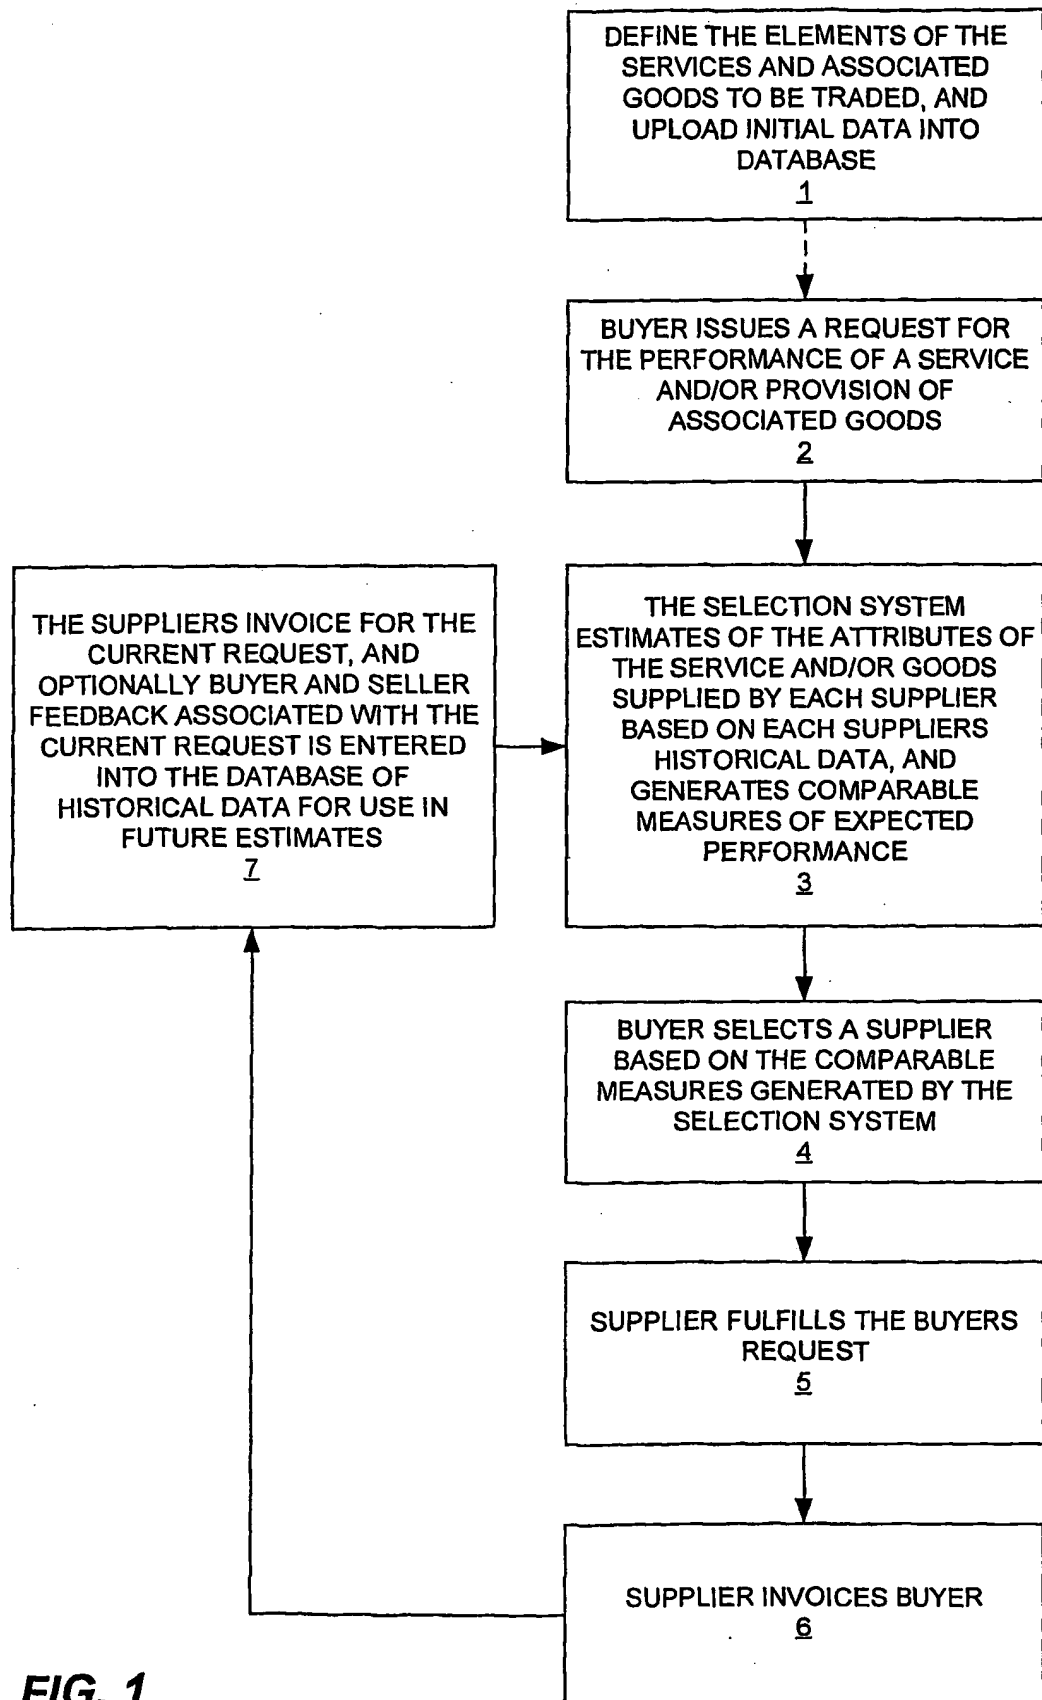 DEFINE THE ELEMENTS OF THE
SERVICES AND ASSOCIATED
GOODS TO BE TRADED, AND
UPLOAD INITIAL DATA INTO
DATABASE
1
BUYER ISSUES A REQUEST FOR
THE PERFORMANCE OF A SERVICE
AND/OR PROVISION OF
ASSOCIATED GOODS
2
THE SELECTION SYSTEM
ESTIMATES OF THE ATTRIBUTES OF
THE SERVICE AND/OR GOODS
SUPPLIED BY EACH SUPPLIER
BASED ON EACH SUPPLIERS
HISTORICAL DATA, AND
GENERATES COMPARABLE
MEASURES OF EXPECTED
PERFORMANCE
3
THE SUPPLIERS INVOICE FOR THE
CURRENT REQUEST, AND
OPTIONALLY BUYER AND SELLER
FEEDBACK ASSOCIATED WITH THE
CURRENT REQUEST IS ENTERED
INTO THE DATABASE OF
HISTORICAL DATA FOR USE IN
FUTURE ESTIMATES
7
BUYER SELECTS A SUPPLIER
BASED ON THE COMPARABLE
MEASURES GENERATED BY THE
SELECTION SYSTEM
4
SUPPLIER FULFILLS THE BUYERS
REQUEST
5
SUPPLIER INVOICES BUYER
6
FIG. 1